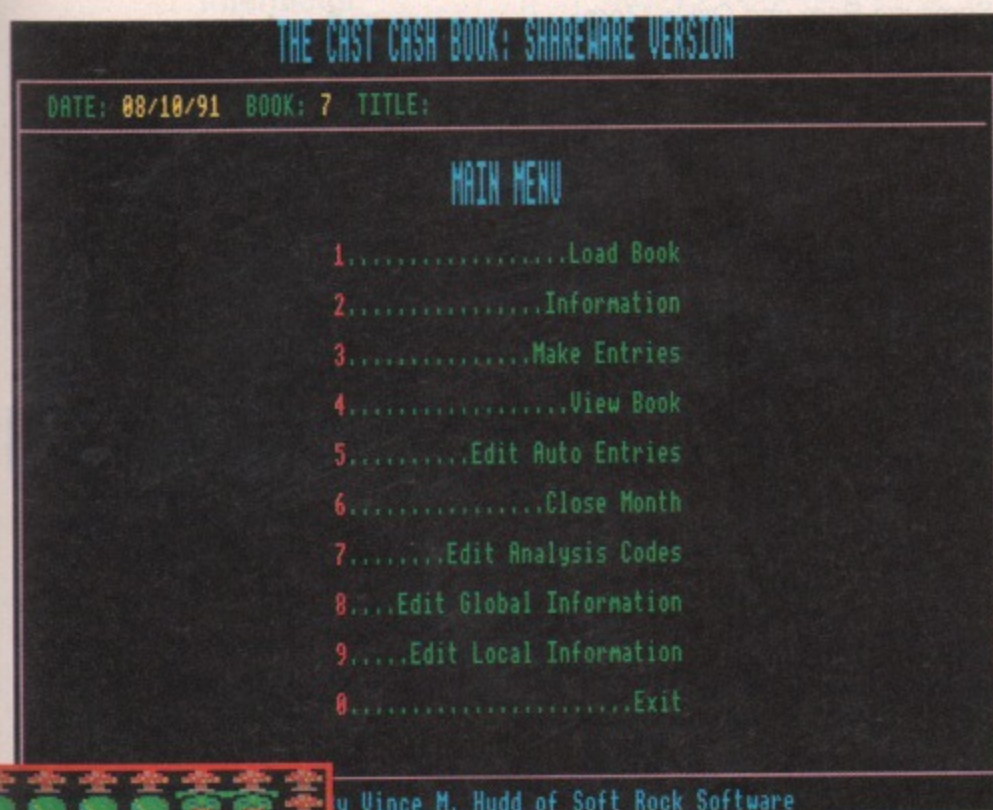 THE CAST CASH BOOK: SHAREWARE VERSION
DATE: 08/10/91 BOOK: 7 TITLE:
MAIN MENU
1...................Load Book
2................Information
3...............Make Entries
4...................View Book
5..........Edit Auto Entries
6................Close Month
7........Edit Analysis Codes
8....Edit Global Information
9.....Edit Local Information
0.......................Exit
Vince M. Hudd of Soft Rock Software